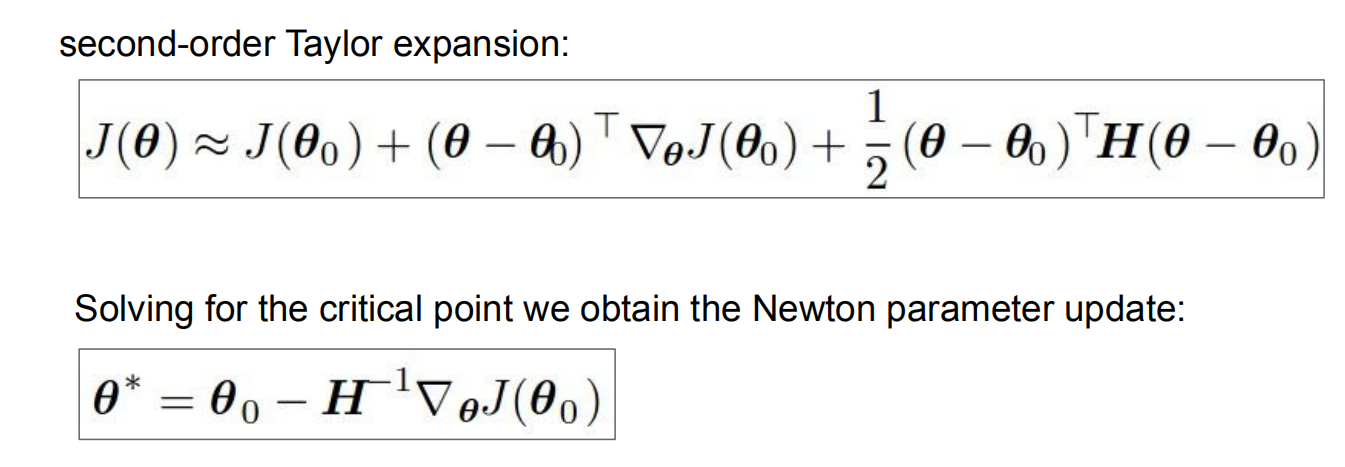 second-order Taylor expansion:
J(θ) ≈ J(θ₀) + (θ − θ₀)⊤ ∇θJ(θ₀) + 1/2 (θ − θ₀)⊤H(θ − θ₀)
Solving for the critical point we obtain the Newton parameter update:
θ* = θ₀ − H⁻¹∇θJ(θ₀)